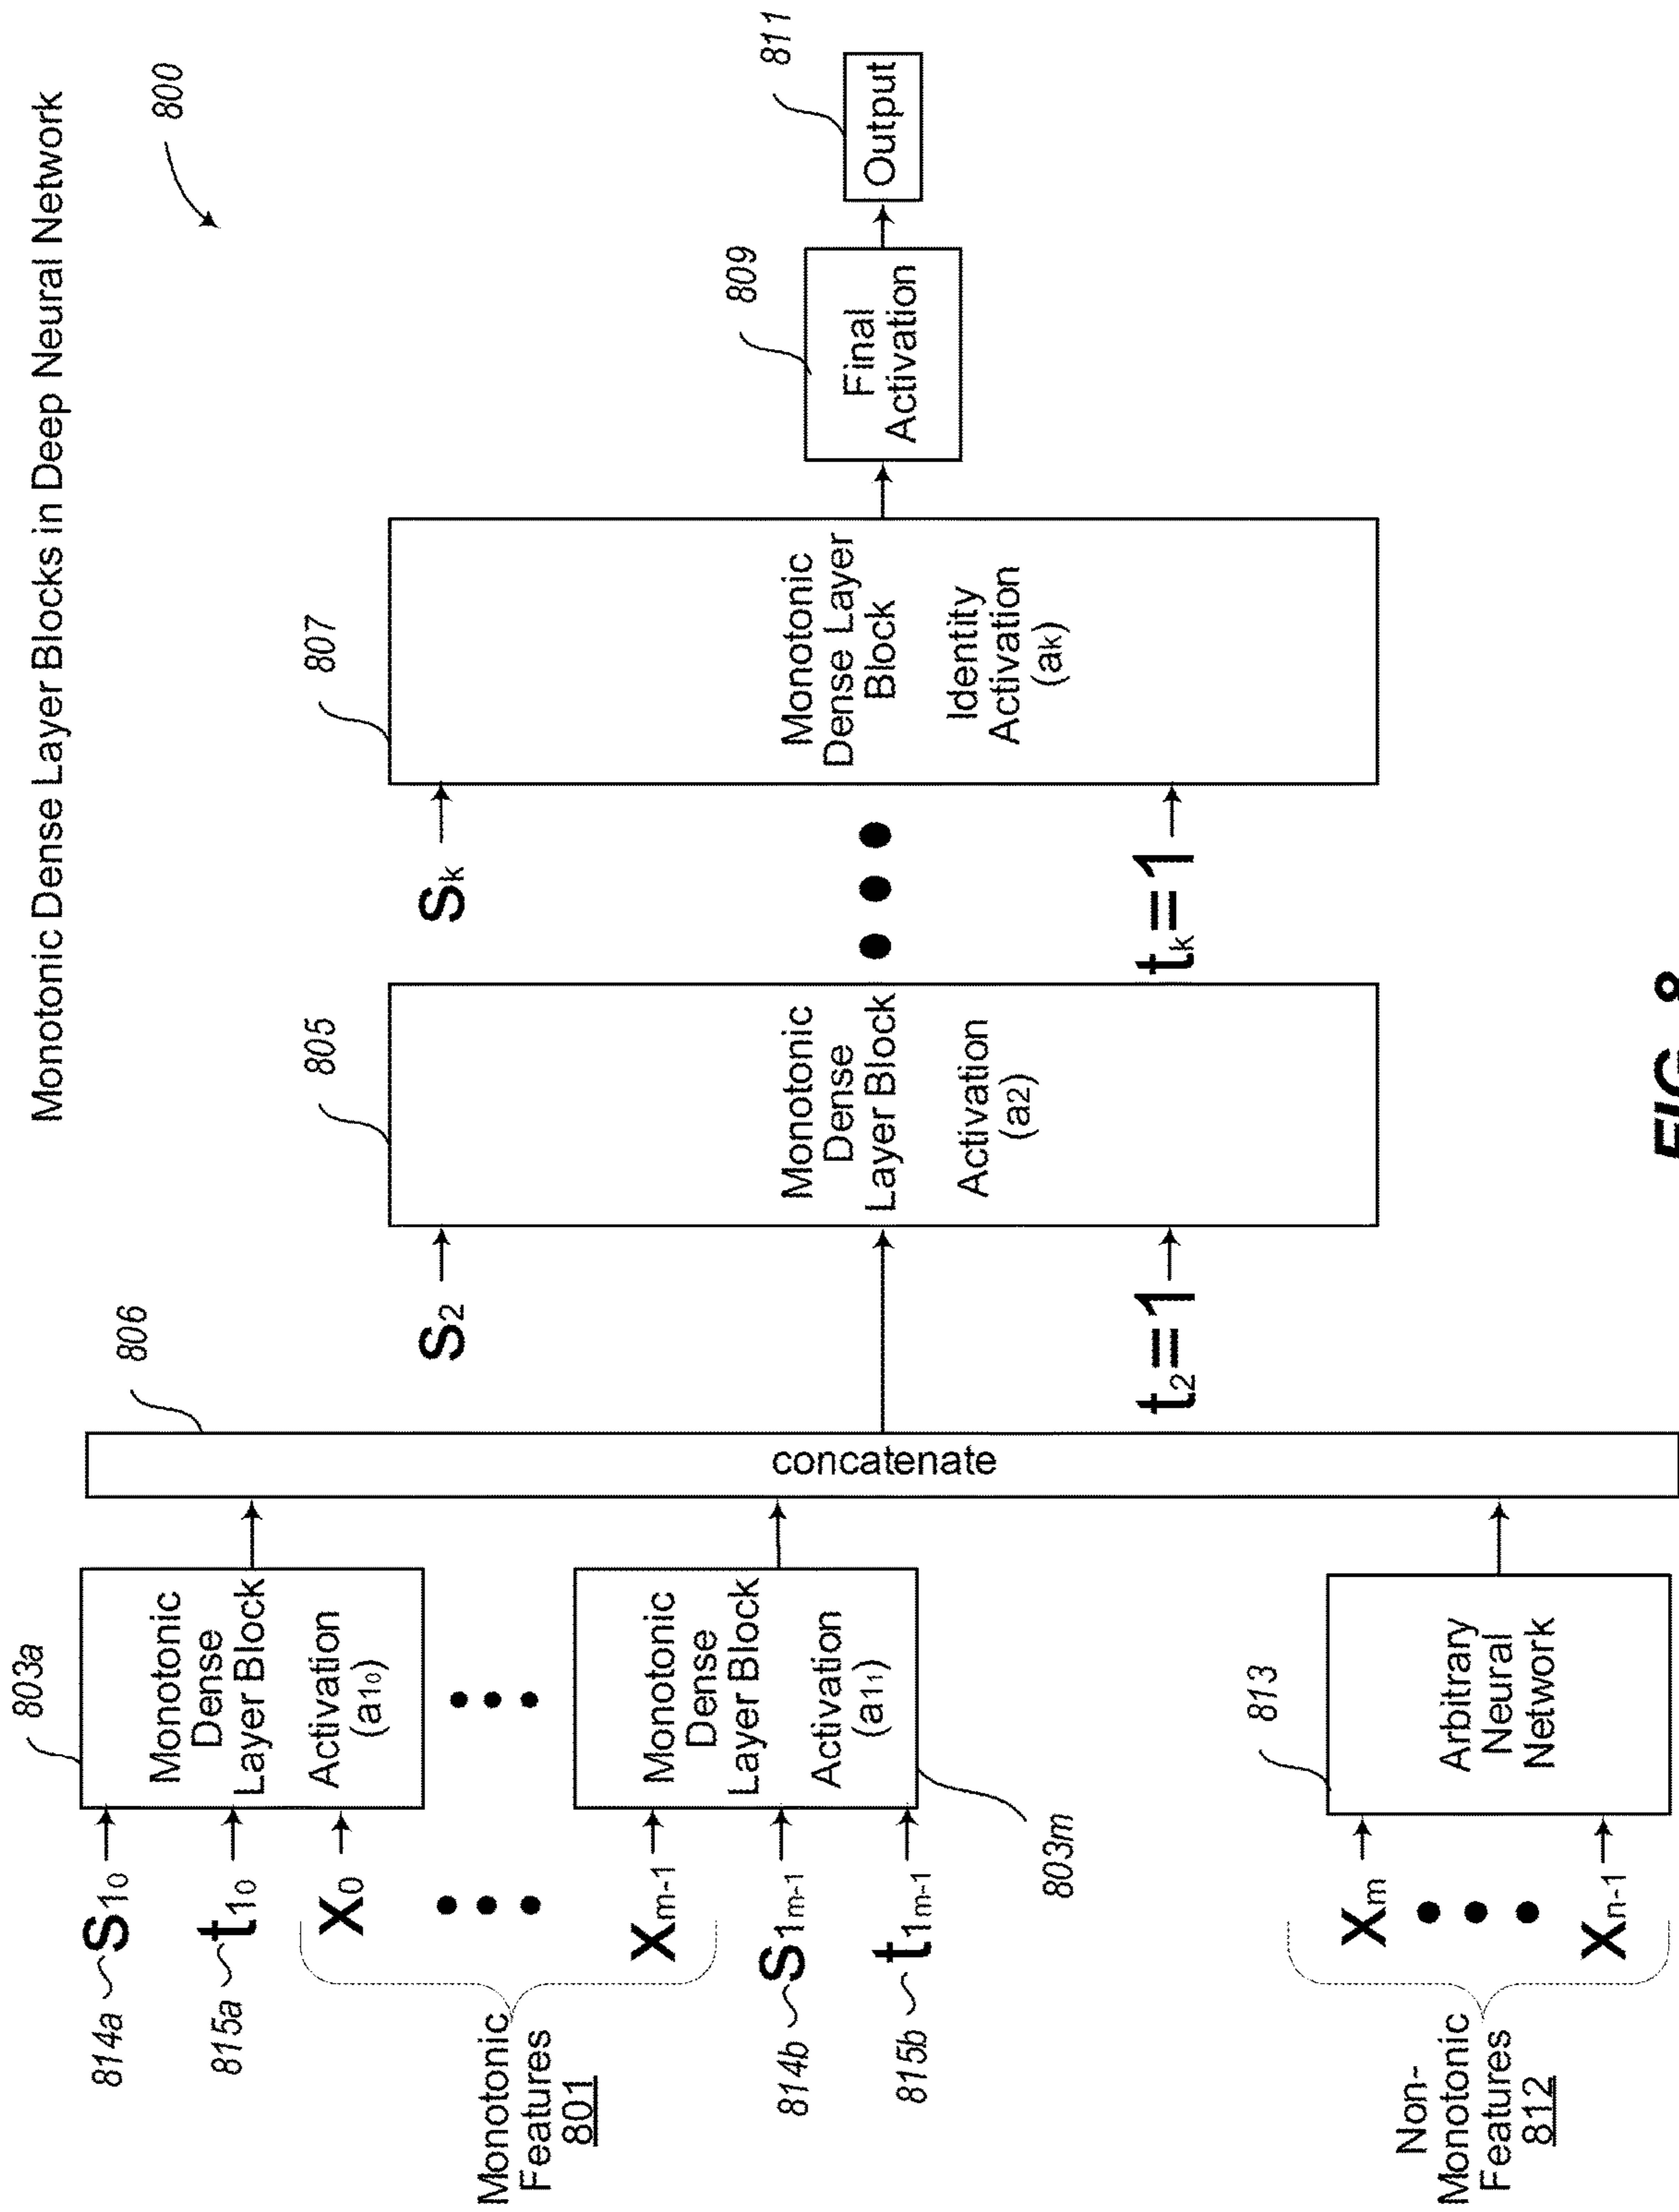 Monotonic Dense Layer Blocks in Deep Neural Network
800
814a
s10
815a
t10
x0
Monotonic
Features
801
xm-1
814b
s1m-1
815b
t1m-1
803a
Monotonic
Dense
Layer Block
Activation
(a10)
Monotonic
Dense
Layer Block
Activation
(a11)
803m
Non-
Monotonic
Features
812
xm
xn-1
813
Arbitrary
Neural
Network
806
concatenate
s2
t2=1
805
Monotonic
Dense
Layer Block
Activation
(a2)
sk
tk=1
807
Monotonic
Dense Layer
Block
Identity
Activation
(ak)
809
Final
Activation
811
Output
FIG. 8